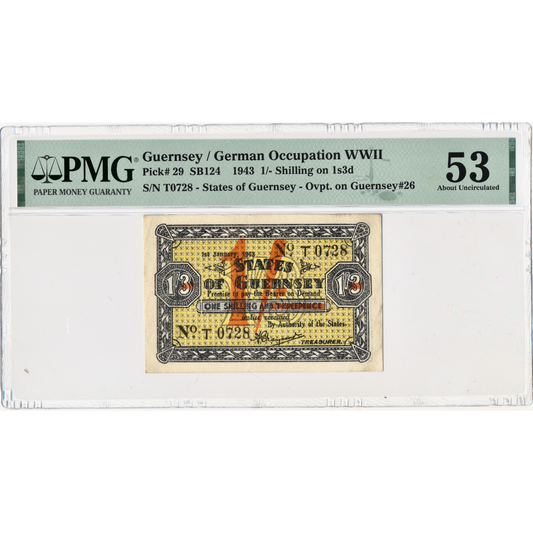 PMG
PAPER MONEY GUARANTY
Guernsey / German Occupation WWII
Pick# 29 SB124 1943 1/- Shilling on 1s3d
S/N T0728 - States of Guernsey - Ovpt. on Guernsey#26
53
About Uncirculated
No. T 0728
1st January, 1943
STATES
OF GUERNSEY
Promise to pay the Bearer on Demand
1/3
1/3
ONE SHILLING AND THREEPENCE
1/-
By Authority of the States.
No. T 0728
TREASURER.